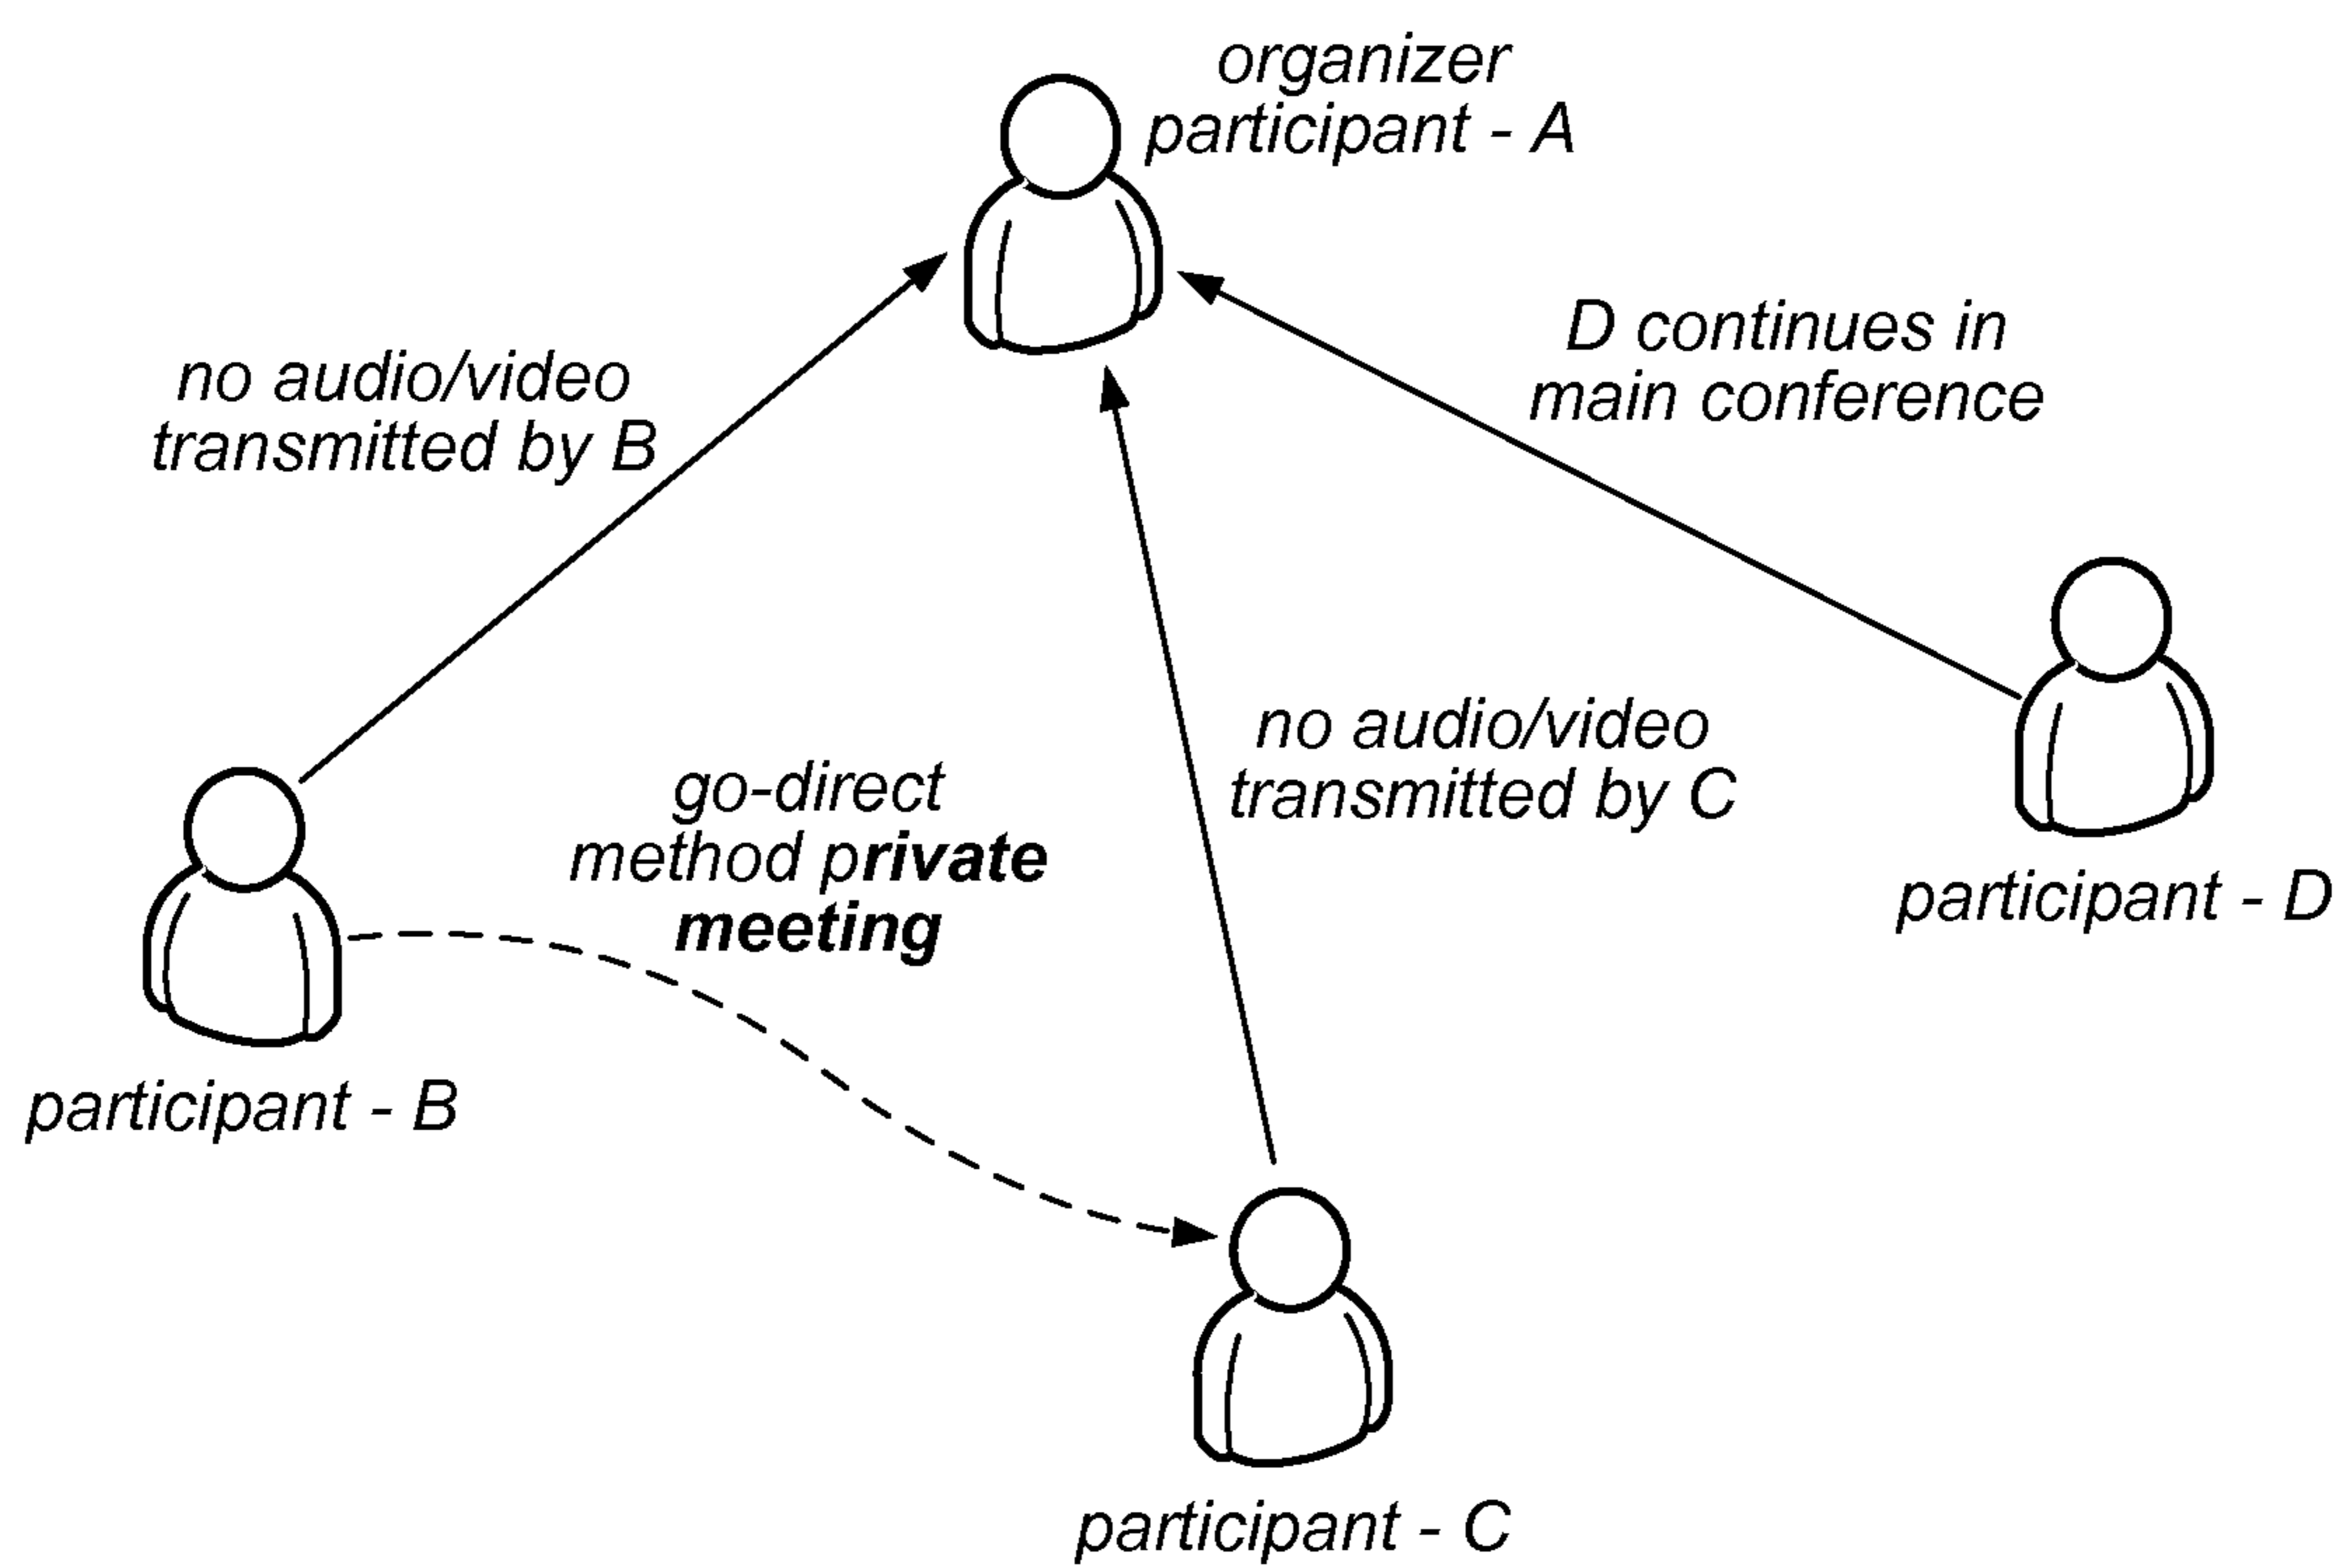 organizer
participant - A
D continues in
main conference
no audio/video
transmitted by B
no audio/video
transmitted by C
go-direct
method private
meeting
participant - D
participant - B
participant - C